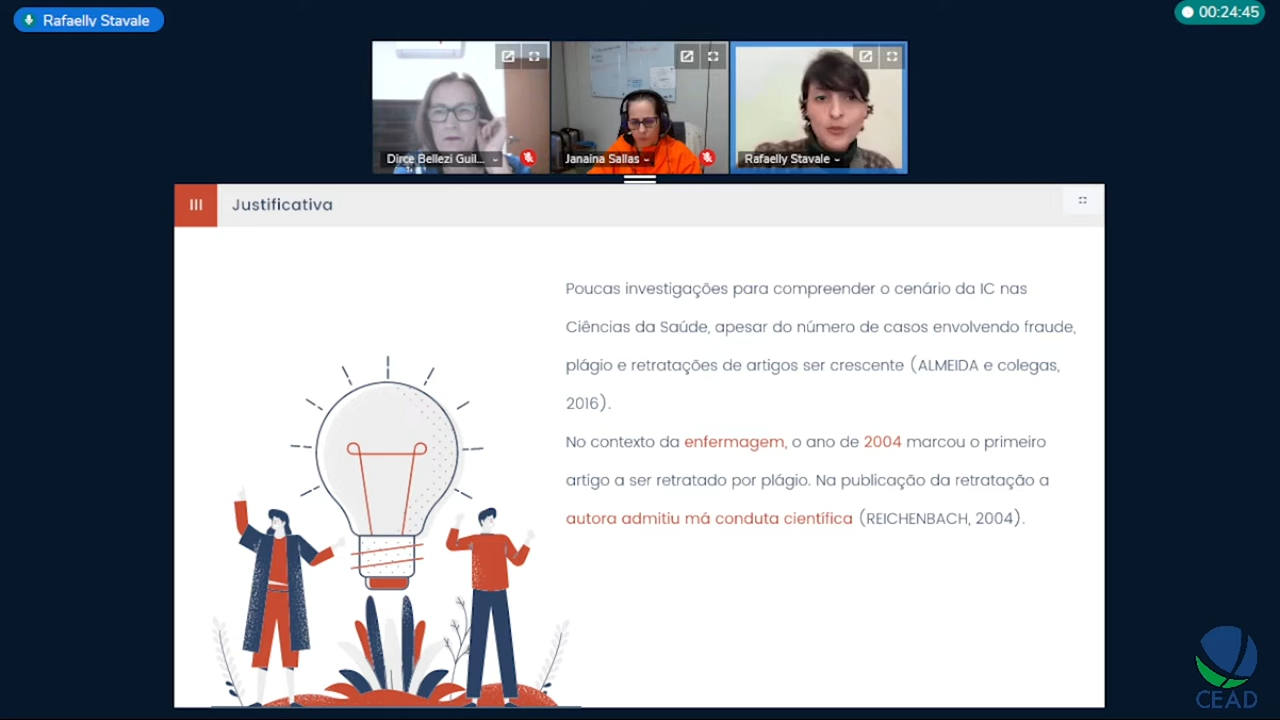 Rafaelly Stavale
00:24:45
Dirce Bellezi Guil...
Janaina Sallas
Rafaelly Stavale
III
Justificativa
Poucas investigações para compreender o cenário da IC nas
Ciências da Saúde, apesar do número de casos envolvendo fraude,
plágio e retratações de artigos ser crescente (ALMEIDA e colegas,
2016).
No contexto da enfermagem, o ano de 2004 marcou o primeiro
artigo a ser retratado por plágio. Na publicação da retratação a
autora admitiu má conduta científica (REICHENBACH, 2004).
CEAD